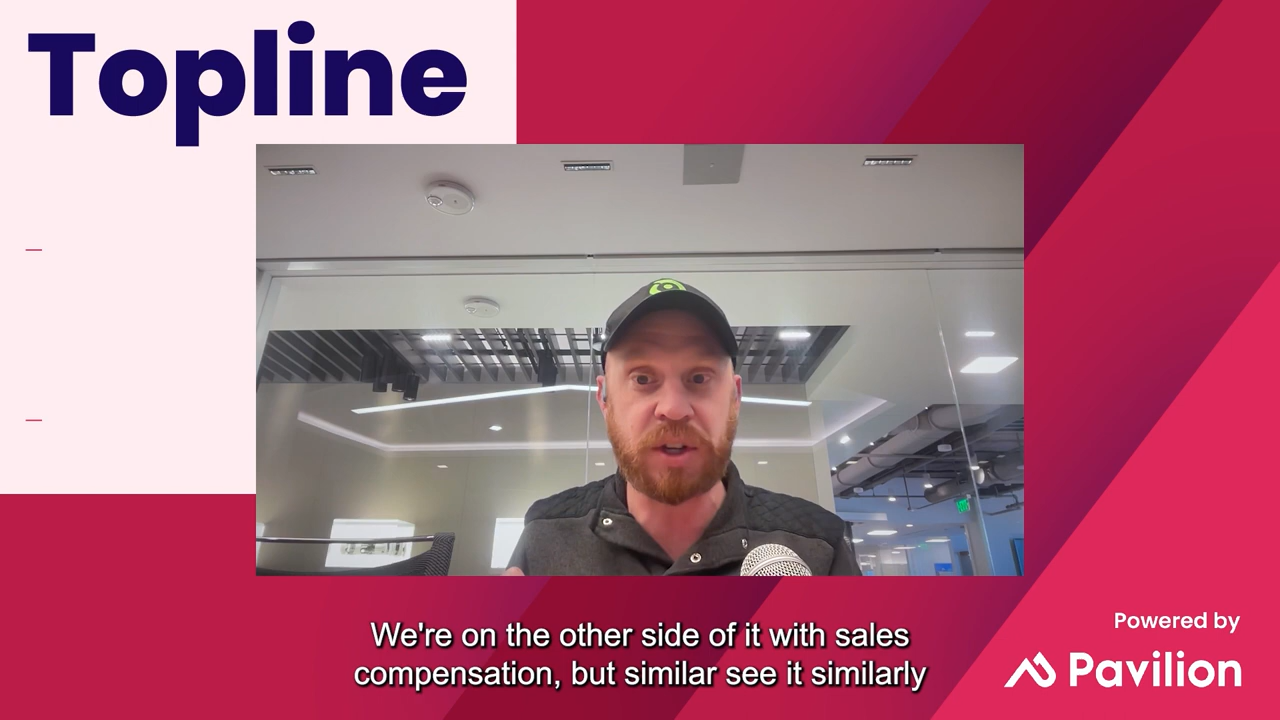 Topline
We're on the other side of it with sales
compensation, but similar see it similarly
Powered by
Pavilion